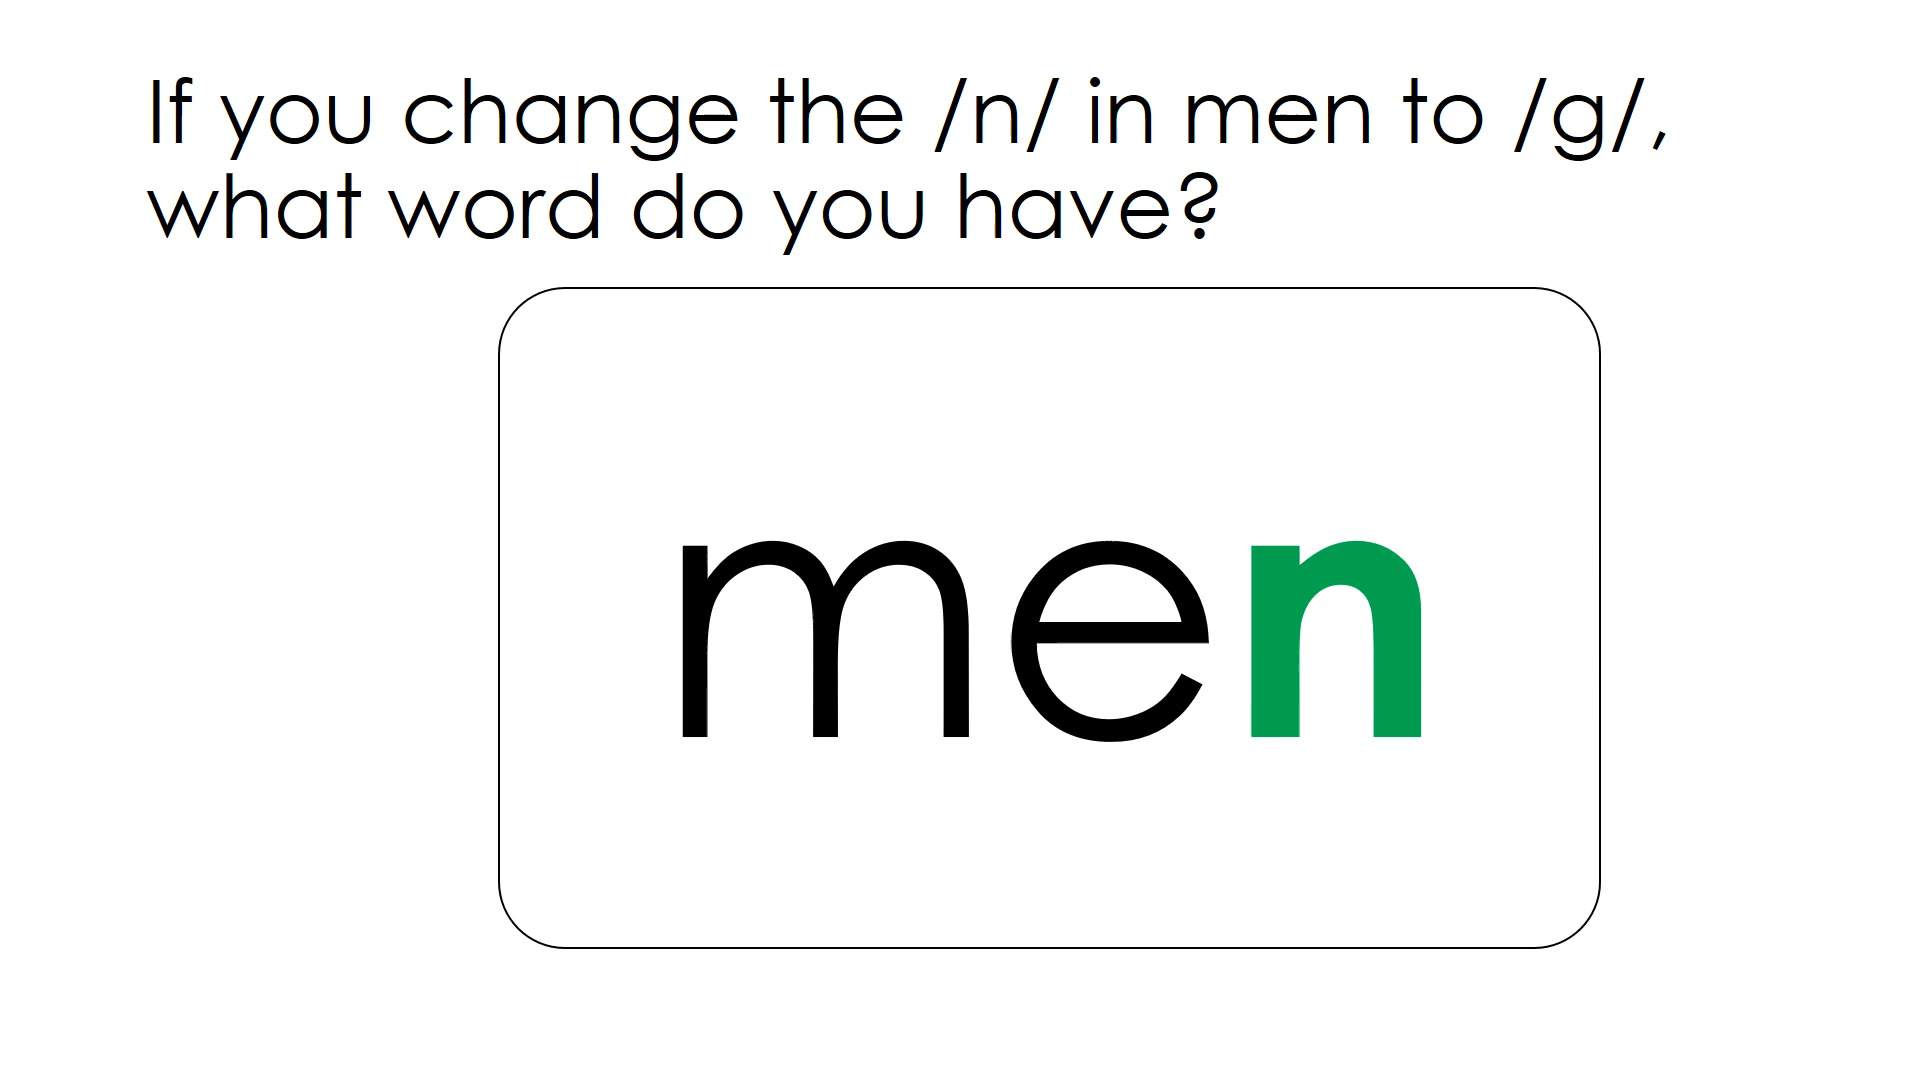 If you change the /n/ in men to /g/,
what word do you have?
men